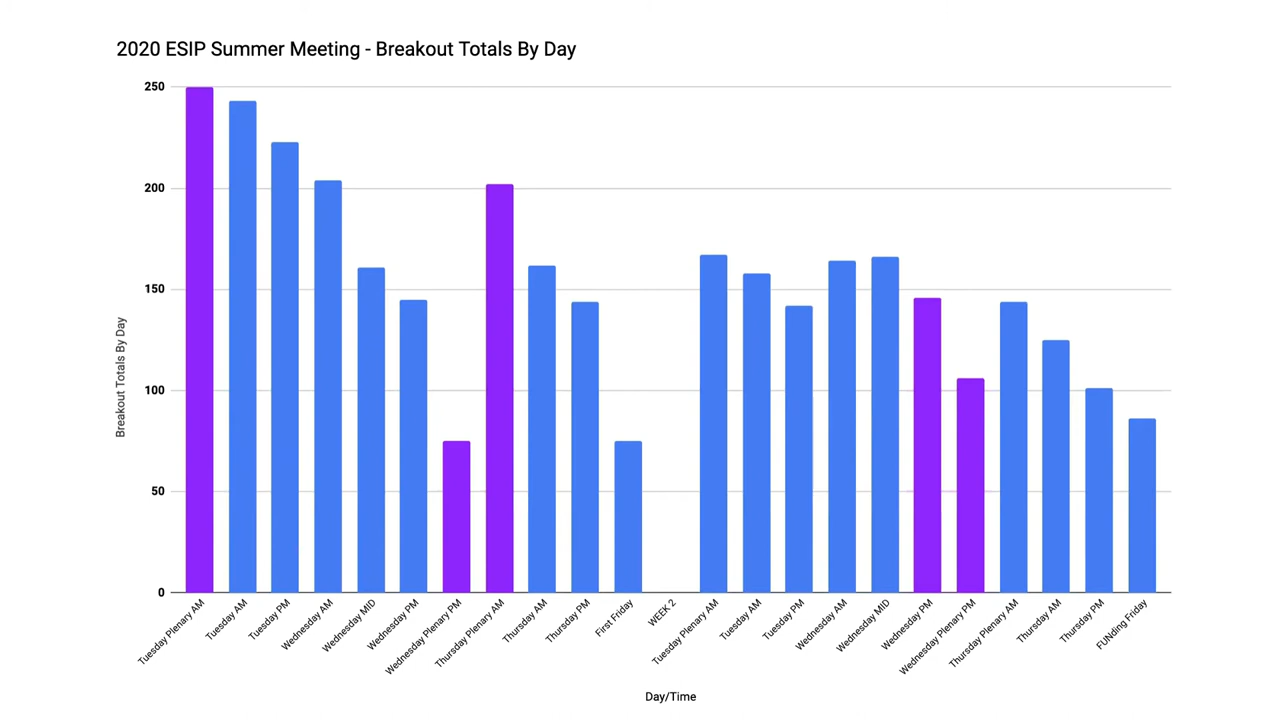 2020 ESIP Summer Meeting - Breakout Totals By Day
250
200
150
100
50
0
Breakout Totals By Day
Tuesday Plenary AM
Tuesday AM
Tuesday PM
Wednesday AM
Wednesday MID
Wednesday PM
Wednesday Plenary PM
Thursday Plenary AM
Thursday AM
Thursday PM
First Friday
WEEK 2
Tuesday Plenary AM
Tuesday AM
Tuesday PM
Wednesday AM
Wednesday MID
Wednesday PM
Wednesday Plenary PM
Thursday Plenary AM
Thursday AM
Thursday PM
FUNding Friday
Day/Time